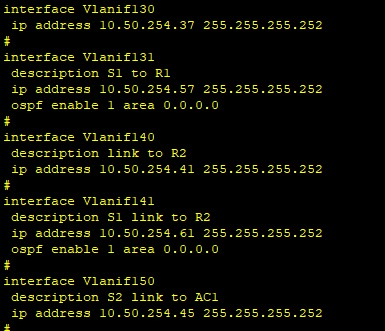 interface Vlanif130
 ip address 10.50.254.37 255.255.255.252
#
interface Vlanif131
 description S1 to R1
 ip address 10.50.254.57 255.255.255.252
 ospf enable 1 area 0.0.0.0
#
interface Vlanif140
 description link to R2
 ip address 10.50.254.41 255.255.255.252
#
interface Vlanif141
 description S1 link to R2
 ip address 10.50.254.61 255.255.255.252
 ospf enable 1 area 0.0.0.0
#
interface Vlanif150
 description S2 link to AC1
 ip address 10.50.254.45 255.255.255.252
#